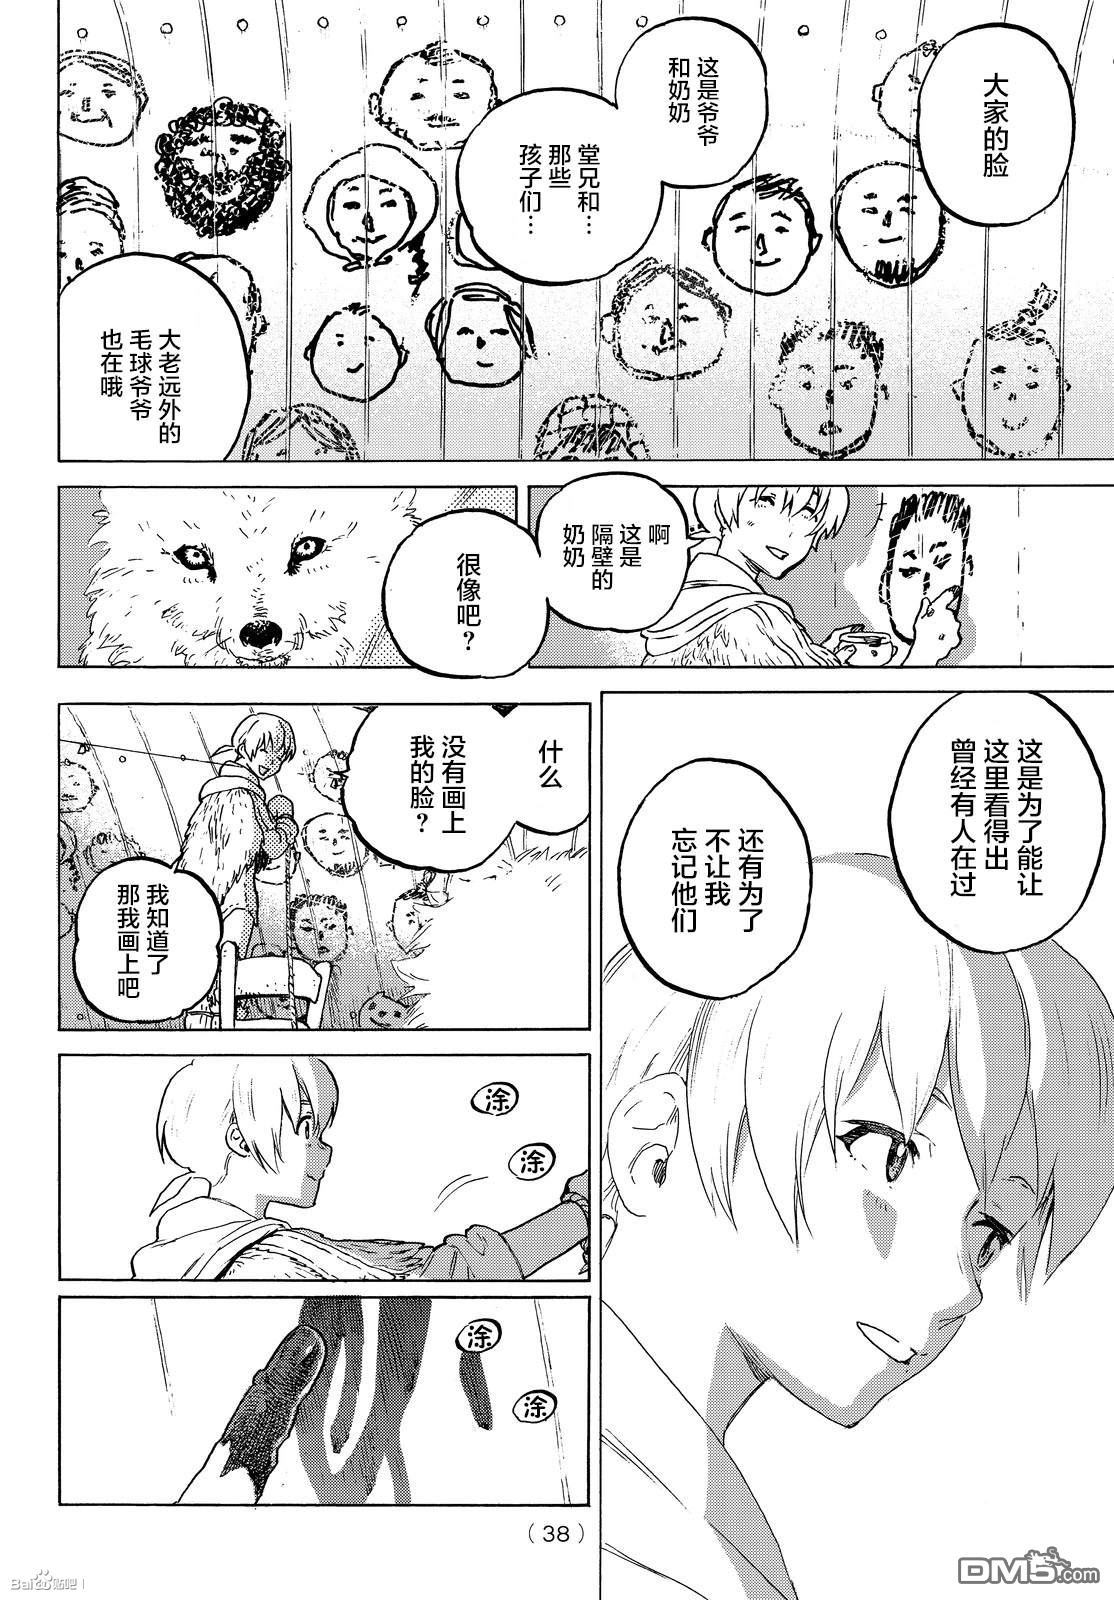 大家的脸
这是爷爷
和奶奶
堂兄和…
那些
孩子们…
大老远外的
毛球爷爷
也在哦
啊
这是
隔壁的
奶奶
很像吧？
这是为了能让
这里看得出
曾经有人在过
还有为了
不让我
忘记他们
什么
没有画上
我的脸？
我知道了
那我画上吧
涂
涂
涂
涂
（38）
Bai贴吧
DM5.com